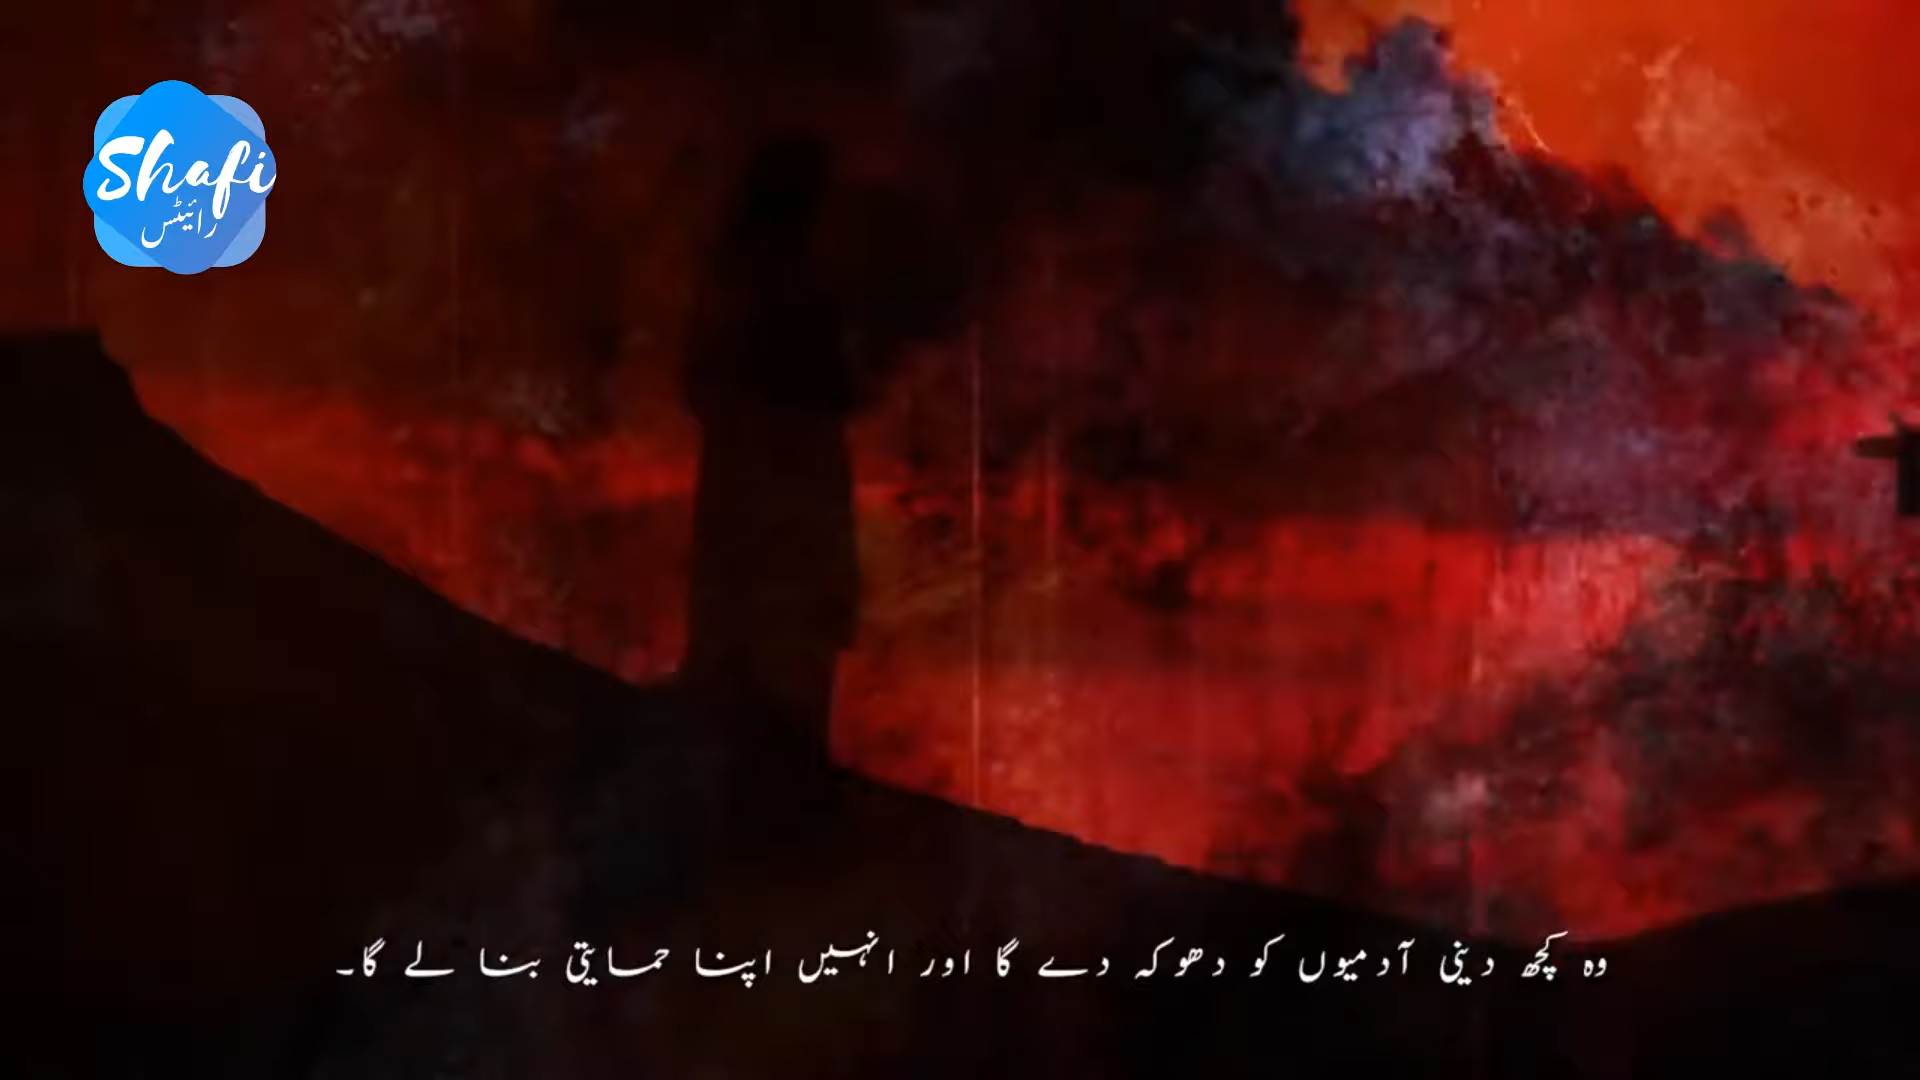 Shafi
رائیٹس
وہ کچھ دینی آدمیوں کو دھوکہ دے گا اور انہیں اپنا حمایتی بنا لے گا۔